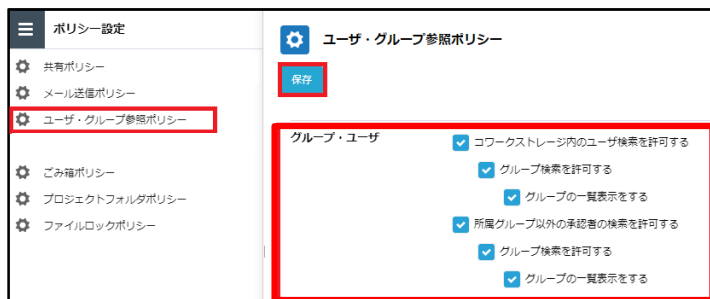 ポリシー設定
共有ポリシー
メール送信ポリシー
ユーザ・グループ参照ポリシー
ごみ箱ポリシー
プロジェクトフォルダポリシー
ファイルロックポリシー
ユーザ・グループ参照ポリシー
保存
グループ・ユーザ
コワークストレージ内のユーザ検索を許可する
グループ検索を許可する
グループの一覧表示をする
所属グループ以外の承認者の検索を許可する
グループ検索を許可する
グループの一覧表示をする